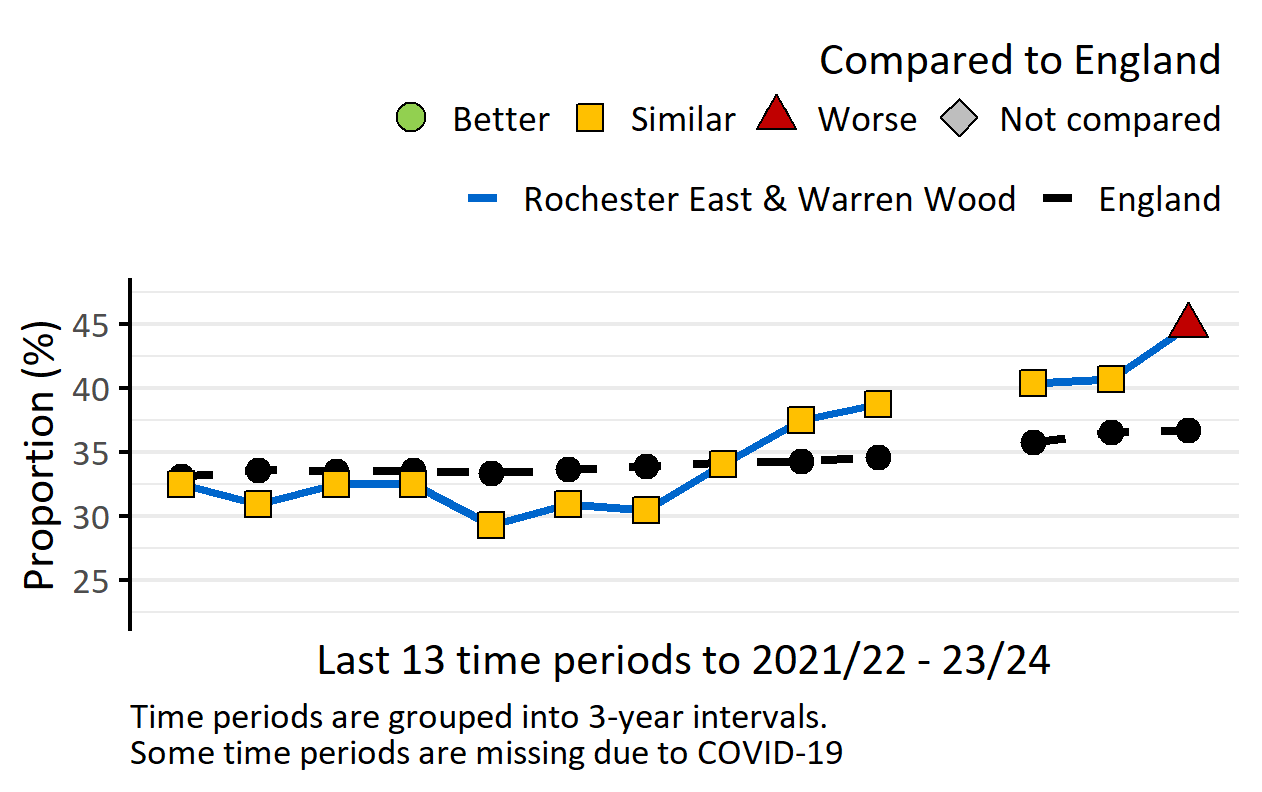 Compared to England
Better Similar Worse Not compared
Rochester East & Warren Wood England
Proportion (%)
45
40
35
30
25
Last 13 time periods to 2021/22 - 23/24
Time periods are grouped into 3-year intervals.
Some time periods are missing due to COVID-19